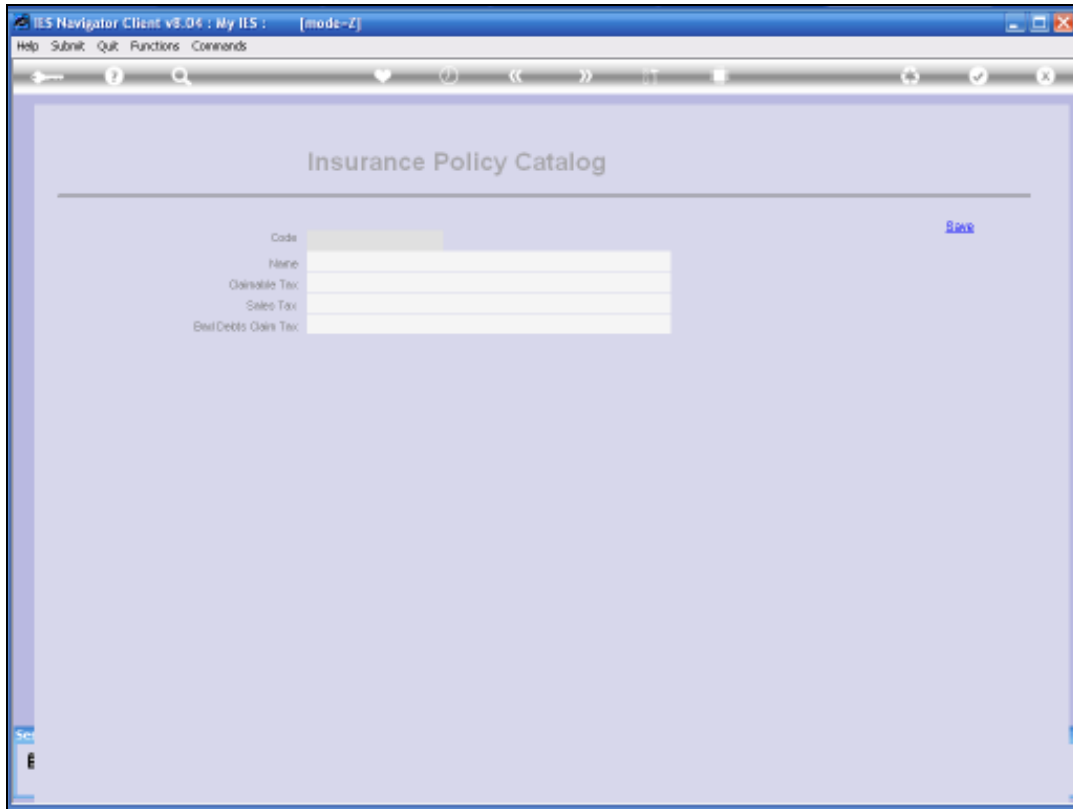 IES Navigator Client v8.04 : My IES : [mode=Z]
Help Submit Quit Functions Commands
Insurance Policy Catalog
Save
Code
Name
Claimable Tax
Sales Tax
Bad Debts Claim Tax